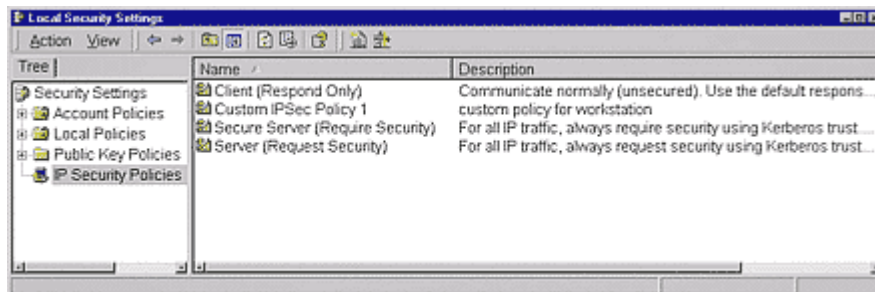 Local Security Settings
Action View
Tree
Name Description
Security Settings
Account Policies
Local Policies
Public Key Policies
IP Security Policies
Client (Respond Only) Communicate normally (unsecured). Use the default respons...
Custom IPSec Policy 1 custom policy for workstation
Secure Server (Require Security) For all IP traffic, always require security using Kerberos trust...
Server (Request Security) For all IP traffic, always request security using Kerberos trust...